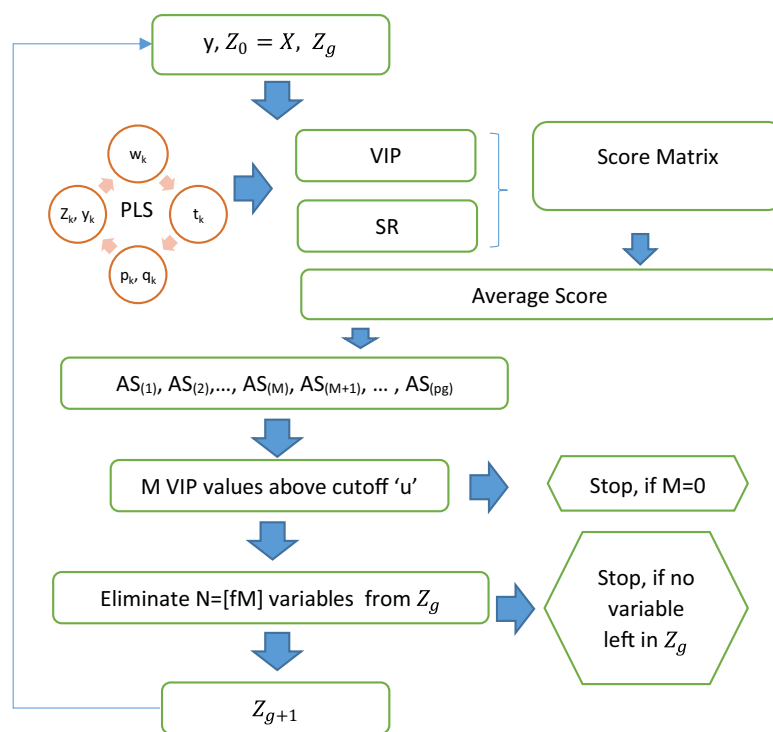 y, Z₀ = X, Z_g
VIP
Score Matrix
w_k
Z_k, y_k
PLS
t_k
SR
p_k, q_k
Average Score
AS₍₁₎, AS₍₂₎,…, AS₍M₎, AS₍M+1₎, … , AS₍pg₎
M VIP values above cutoff ‘u’
Stop, if M=0
Eliminate N=[fM] variables from Z_g
Stop, if no
variable
left in Z_g
Z_{g+1}